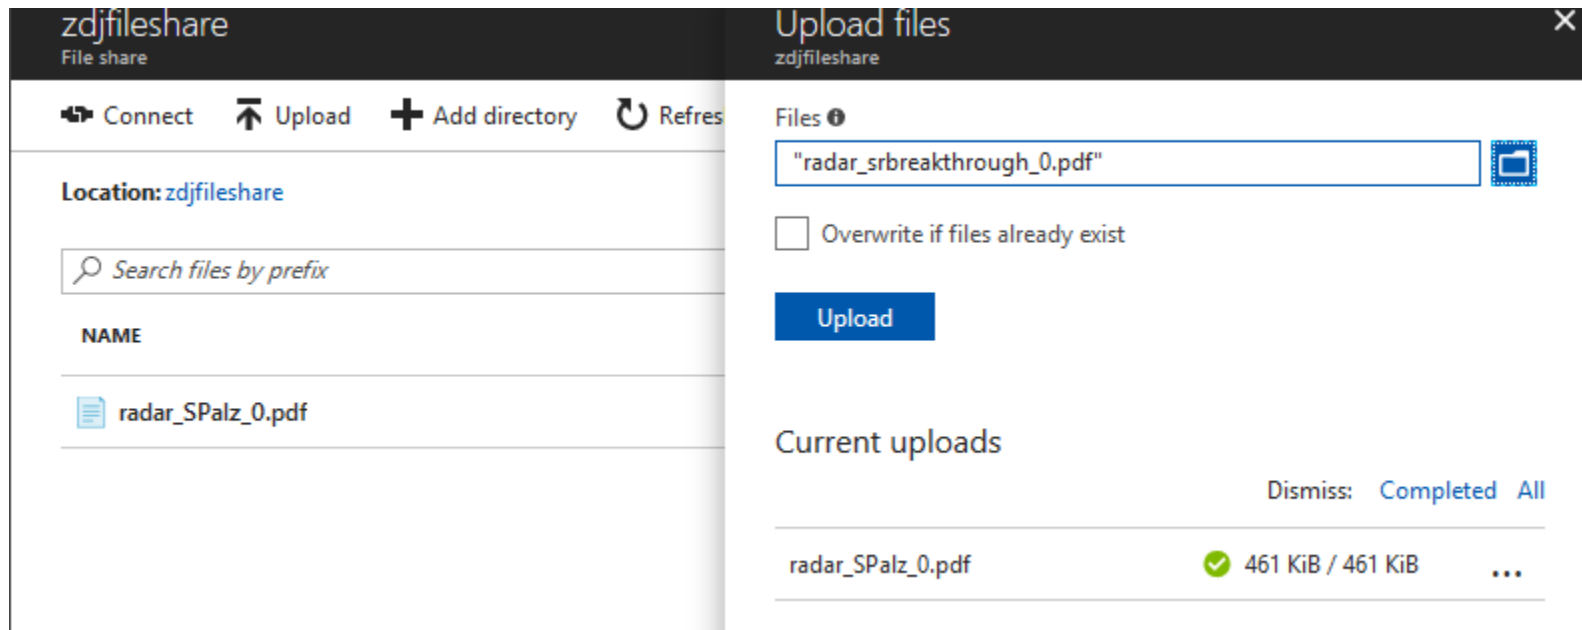 zdjfileshare
File share
Connect Upload Add directory Refres
Location: zdjfileshare
Search files by prefix
NAME
radar_SPalz_0.pdf
Upload files
zdjfileshare
Files
"radar_srbreakthrough_0.pdf"
Overwrite if files already exist
Upload
Current uploads
Dismiss: Completed All
radar_SPalz_0.pdf 461 KiB / 461 KiB ...